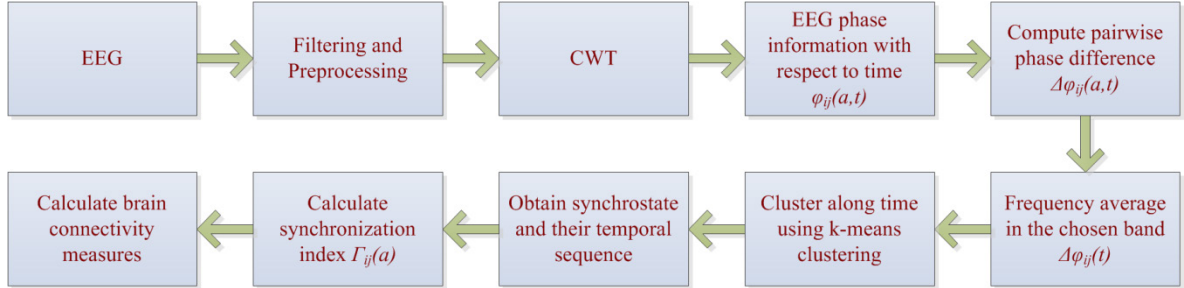 EEG
Filtering and
Preprocessing
CWT
EEG phase
information with
respect to time
φij(a,t)
Compute pairwise
phase difference
Δφij(a,t)
Frequency average
in the chosen band
Δφij(t)
Cluster along time
using k-means
clustering
Obtain synchrostate
and their temporal
sequence
Calculate
synchronization
index Γij(a)
Calculate brain
connectivity
measures